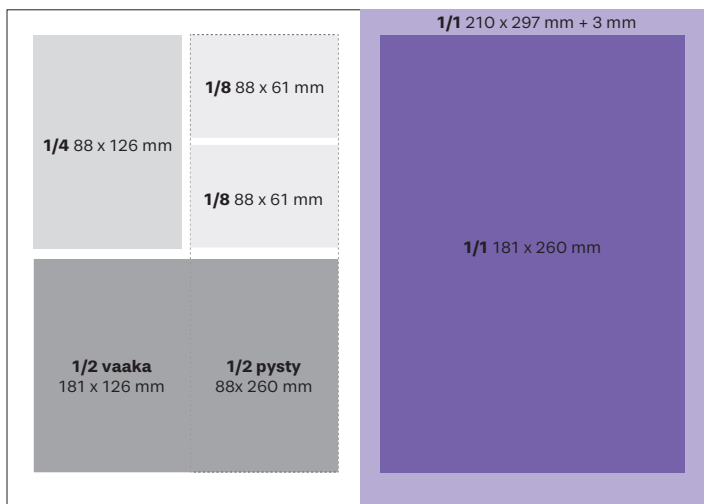 1/1 210 x 297 mm + 3 mm
1/8 88 x 61 mm
1/4 88 x 126 mm
1/8 88 x 61 mm
1/1 181 x 260 mm
1/2 vaaka
181 x 126 mm
1/2 pysty
88x 260 mm